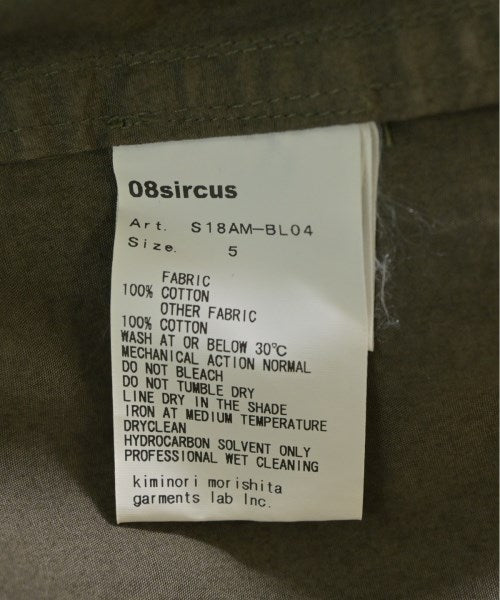 08sircus
Art. S18AM-BL04
Size. 5
FABRIC
100% COTTON
OTHER FABRIC
100% COTTON
WASH AT OR BELOW 30℃
MECHANICAL ACTION NORMAL
DO NOT BLEACH
DO NOT TUMBLE DRY
LINE DRY IN THE SHADE
IRON AT MEDIUM TEMPERATURE
DRYCLEAN
HYDROCARBON SOLVENT ONLY
PROFESSIONAL WET CLEANING
kiminori morishita
garments lab Inc.